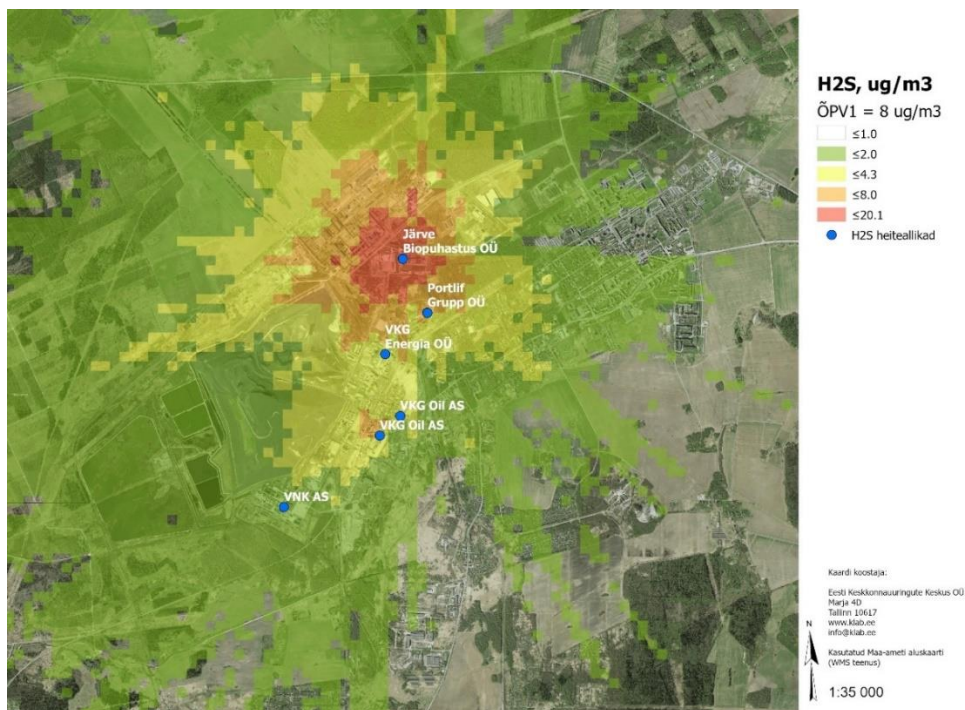 H2S, ug/m3
ÕPV1 = 8 ug/m3
≤1.0
≤2.0
≤4.3
≤8.0
≤20.1
H2S heiteallikad
Järve
Biopuhastus OÜ
Portlif
Grupp OÜ
VKG
Energia OÜ
VKG Oil AS
VKG Oil AS
VNK AS
Kaardi koostaja:
Eesti Keskkonnauuringute Keskus OÜ
Marja 4D
Tallinn 10617
www.klab.ee
info@klab.ee
Kasutatud Maa-ameti aluskaarti
(WMS teenus)
N
1:35 000